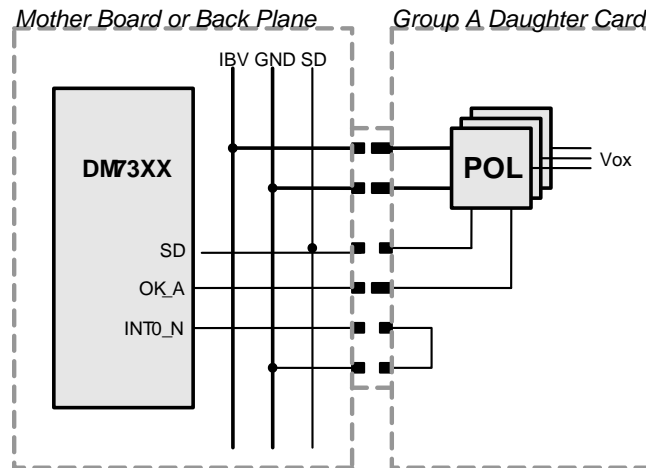 Mother Board or Back Plane
Group A Daughter Card
IBV GND SD
DM73XX
POL
Vox
SD
OK_A
INT0_N